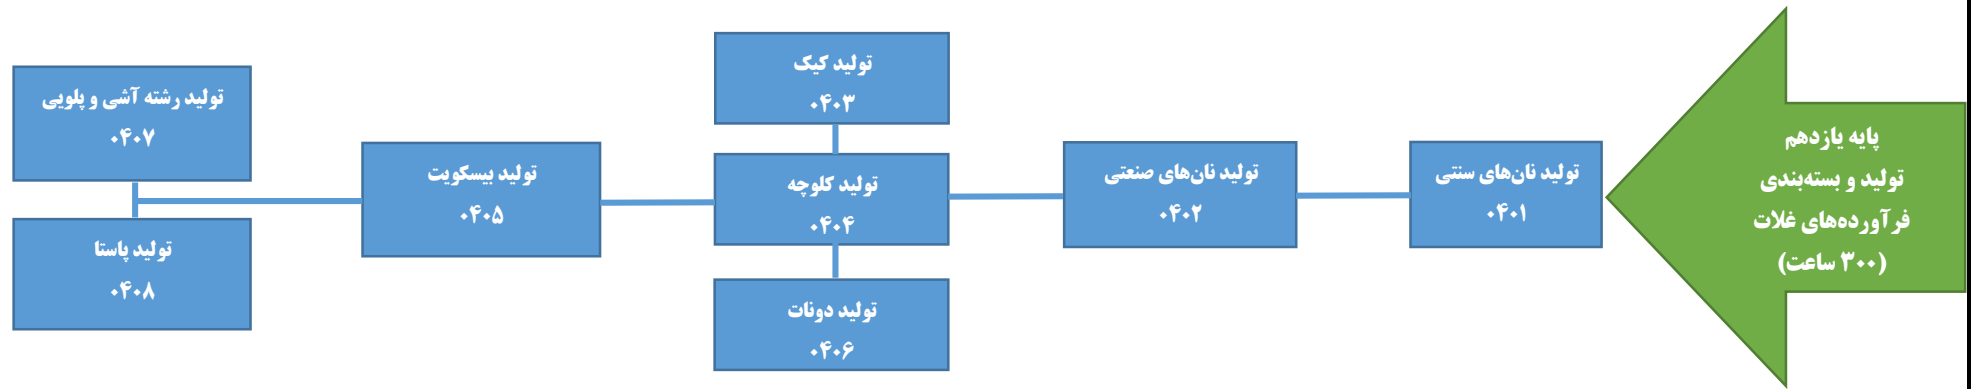 پایه یازدهم
تولید و بسته‌بندی
فرآورده‌های غلات
(۳۰۰ ساعت)
تولید نان‌های سنتی
۰۴۰۱
تولید نان‌های صنعتی
۰۴۰۲
تولید کیک
۰۴۰۳
تولید کلوچه
۰۴۰۴
تولید دونات
۰۴۰۶
تولید بیسکویت
۰۴۰۵
تولید رشته آشی و پلویی
۰۴۰۷
تولید پاستا
۰۴۰۸